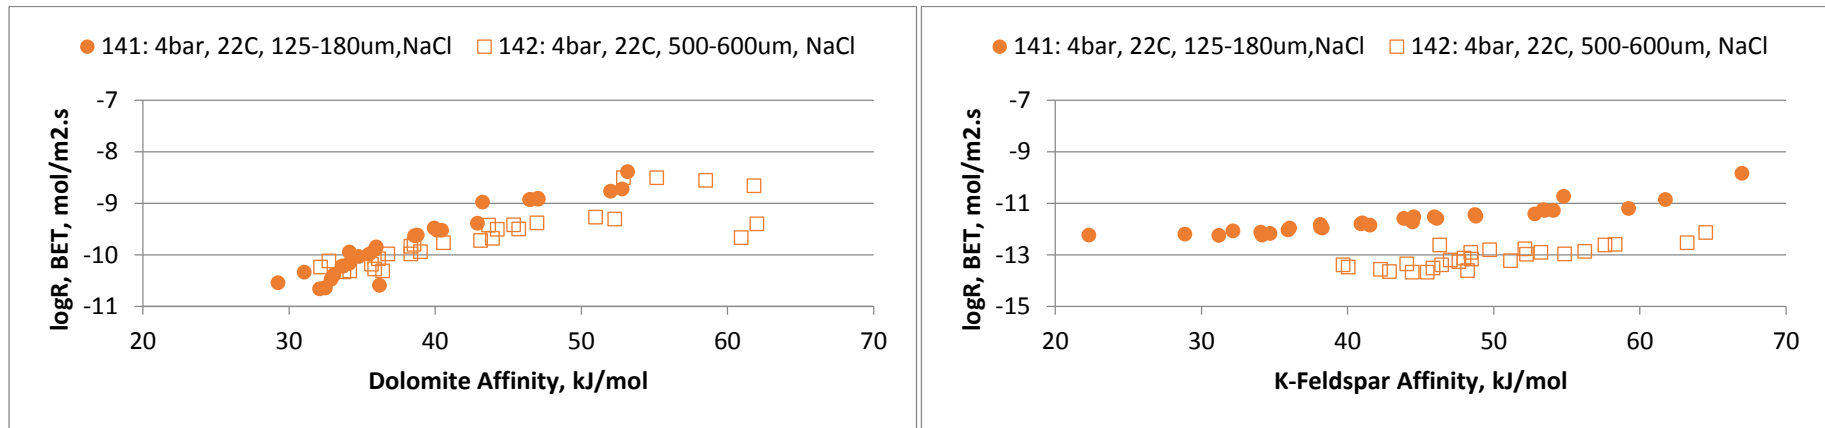 141: 4bar, 22C, 125-180um,NaCl 142: 4bar, 22C, 500-600um, NaCl
-7
-8
-9
-10
-11
20 30 40 50 60 70
logR, BET, mol/m2.s
Dolomite Affinity, kJ/mol
141: 4bar, 22C, 125-180um,NaCl 142: 4bar, 22C, 500-600um, NaCl
-7
-9
-11
-13
-15
20 30 40 50 60 70
logR, BET, mol/m2.s
K-Feldspar Affinity, kJ/mol